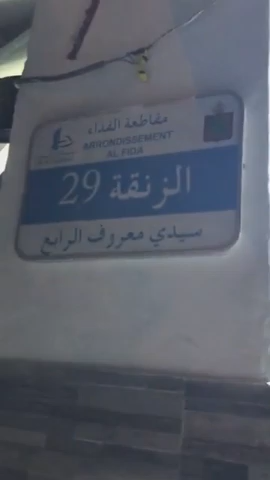 مقاطعة الفداء
ARRONDISSEMENT
AL FIDA
الزنقة 29
سيدي معروف الرابع